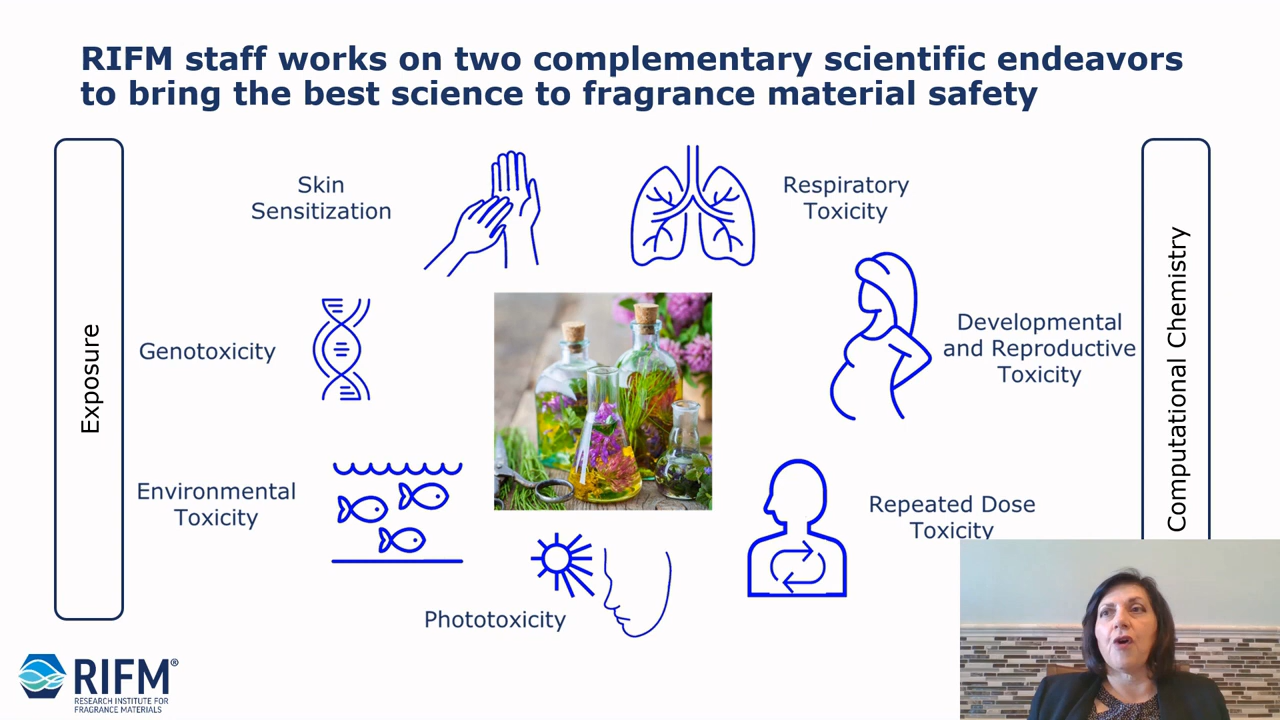 RIFM staff works on two complementary scientific endeavors
to bring the best science to fragrance material safety
Exposure
Skin
Sensitization
Respiratory
Toxicity
Genotoxicity
Developmental
and Reproductive
Toxicity
Environmental
Toxicity
Repeated Dose
Toxicity
Phototoxicity
Computational Chemistry
RIFM®
RESEARCH INSTITUTE FOR
FRAGRANCE MATERIALS